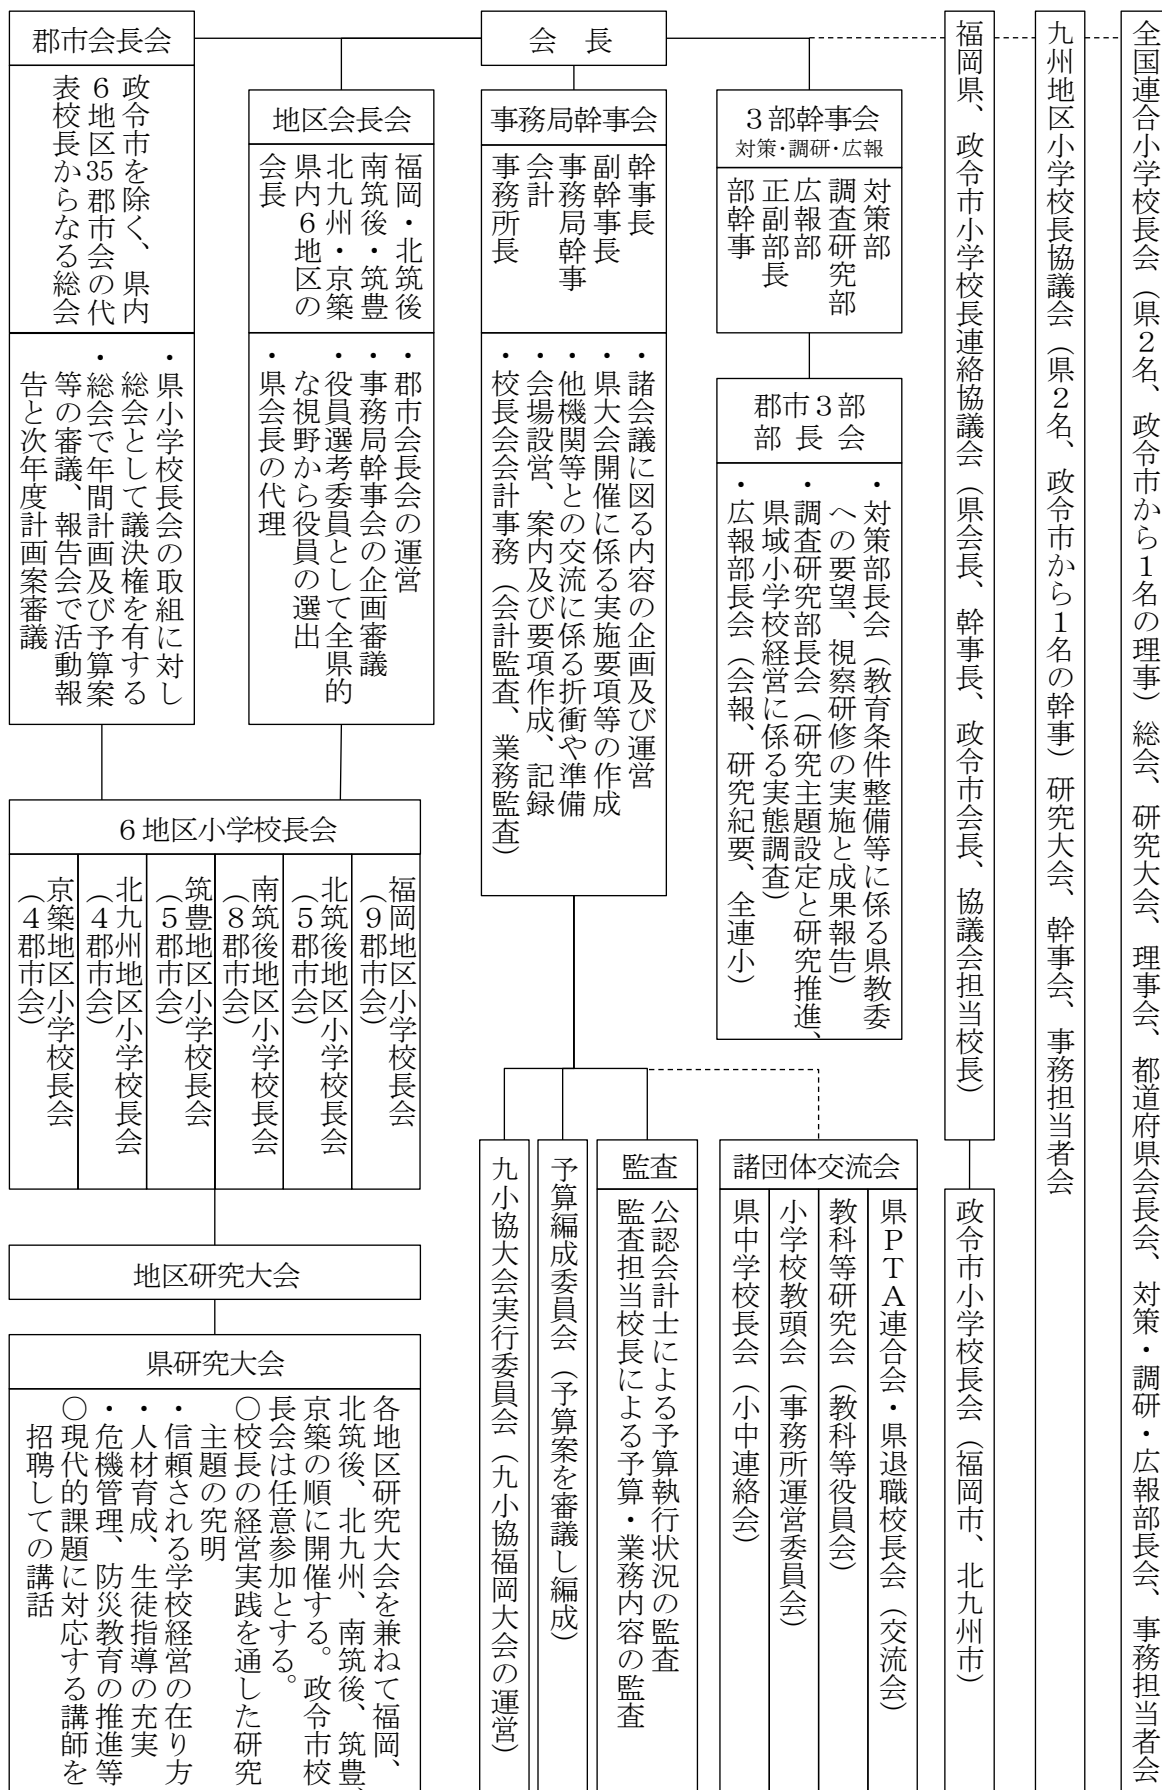 全国連合小学校長会（県２名、政令市から１名の理事）総会、研究大会、理事会、都道府県会長会、対策・調研・広報部長会、事務担当者会
九州地区小学校長協議会（県２名、政令市から１名の幹事）研究大会、幹事会、事務担当者会
福岡県、政令市小学校長連絡協議会（県会長、幹事長、政令市会長、協議会担当校長）
政令市小学校長会（福岡市、北九州市）
会　長
３部幹事会
対策・調研・広報
対策部
調査研究部
広報部
正副部長
部幹事
郡市３部
部　長　会
・対策部長会（教育条件整備等に係る県教委
への要望、視察研修の実施と成果報告）
・調査研究部長会（研究主題設定と研究推進、
県域小学校経営に係る実態調査）
・広報部長会（会報、研究紀要、全連小）
事務局幹事会
幹事長
副幹事長
事務局幹事
会計
事務所長
・諸会議に図る内容の企画及び運営
・県大会開催に係る実施要項等の作成
・他機関等との交流に係る折衝や準備
・会場設営、案内及び要項作成、記録
・校長会会計事務（会計監査、業務監査）
地区会長会
福岡・北筑後
南筑後・筑豊
北九州・京築
県内６地区の
会長
・郡市会長会の運営
・事務局幹事会の企画審議
・役員選考委員として全県的
な視野から役員の選出
・県会長の代理
郡市会長会
政令市を除く、県内
６地区35郡市会の代
表校長からなる総会
・県小学校長会の取組に対し
総会として議決権を有する
・総会で年間計画及び予算案
等の審議、報告会で活動報
告と次年度計画案審議
６地区小学校長会
福岡地区小学校長会
（９郡市会）
北筑後地区小学校長会
（５郡市会）
南筑後地区小学校長会
（８郡市会）
筑豊地区小学校長会
（５郡市会）
北九州地区小学校長会
（４郡市会）
京築地区小学校長会
（４郡市会）
地区研究大会
県研究大会
各地区研究大会を兼ねて福岡、
北筑後、北九州、南筑後、筑豊、
京築の順に開催する。政令市校
長会は任意参加とする。
○校長の経営実践を通した研究
主題の究明
・信頼される学校経営の在り方
・人材育成、生徒指導の充実
・危機管理、防災教育の推進等
○現代的課題に対応する講師を
招聘しての講話
諸団体交流会
県ＰＴＡ連合会・県退職校長会（交流会）
教科等研究会（教科等役員会）
小学校教頭会（事務所運営委員会）
県中学校長会（小中連絡会）
監査
公認会計士による予算執行状況の監査
監査担当校長による予算・業務内容の監査
予算編成委員会（予算案を審議し編成）
九小協大会実行委員会（九小協福岡大会の運営）